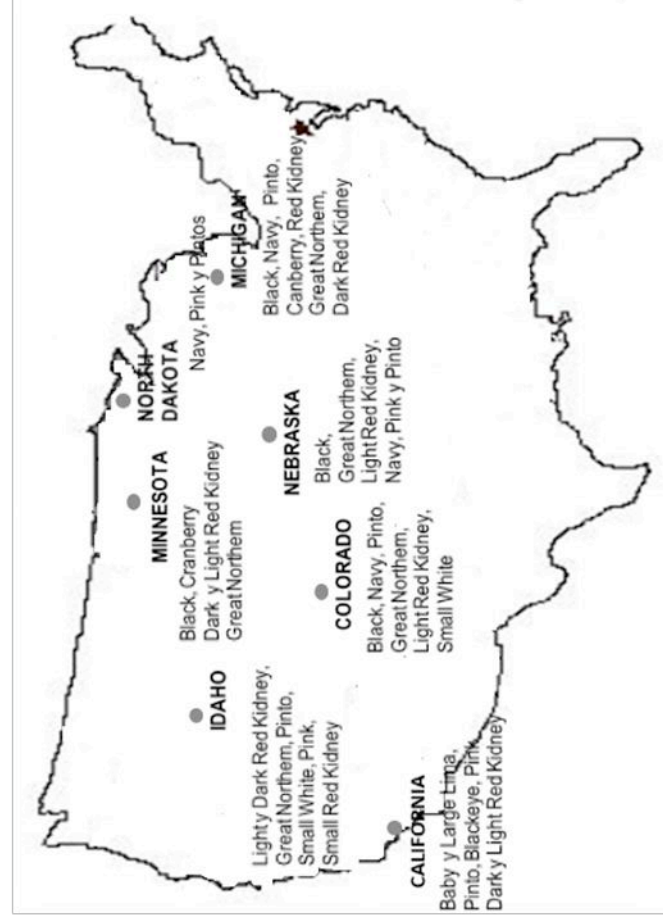 NORTH
DAKOTA
Navy, Pink y Pintos
MINNESOTA
Black, Cranberry
Dark y Light Red Kidney
Great Northern
MICHIGAN
Black, Navy, Pinto,
Canberry, Red Kidney
Great Northern,
Dark Red Kidney
IDAHO
Light y Dark Red Kidney,
Great Northern, Pinto,
Small White, Pink,
Small Red Kidney
NEBRASKA
Black,
Great Northern,
Light Red Kidney,
Navy, Pink y Pinto
COLORADO
Black, Navy, Pinto,
Great Northern,
Light Red Kidney,
Small White
CALIFORNIA
Baby y Large Lima,
Pinto, Blackeye, Pink
Dark y Light Red Kidney